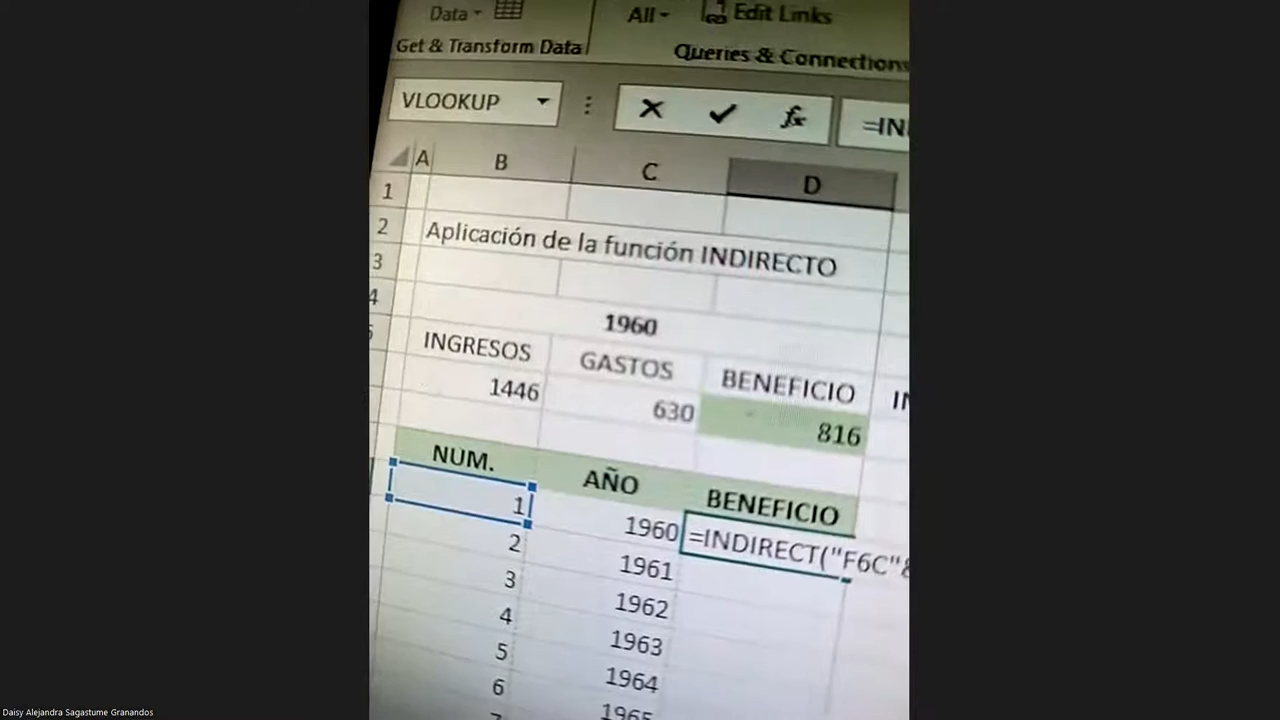 Data
All
Edit Links
Get & Transform Data
Queries & Connections
VLOOKUP
fx
=IN
A B C D
1
2 Aplicación de la función INDIRECTO
3
4 1960
5 INGRESOS GASTOS BENEFICIO
1446 630 816
NUM. AÑO BENEFICIO
1 1960 =INDIRECT("F6C"&
2 1961
3 1962
4 1963
5 1964
6 1965
Daisy Alejandra Sagastume Granandos